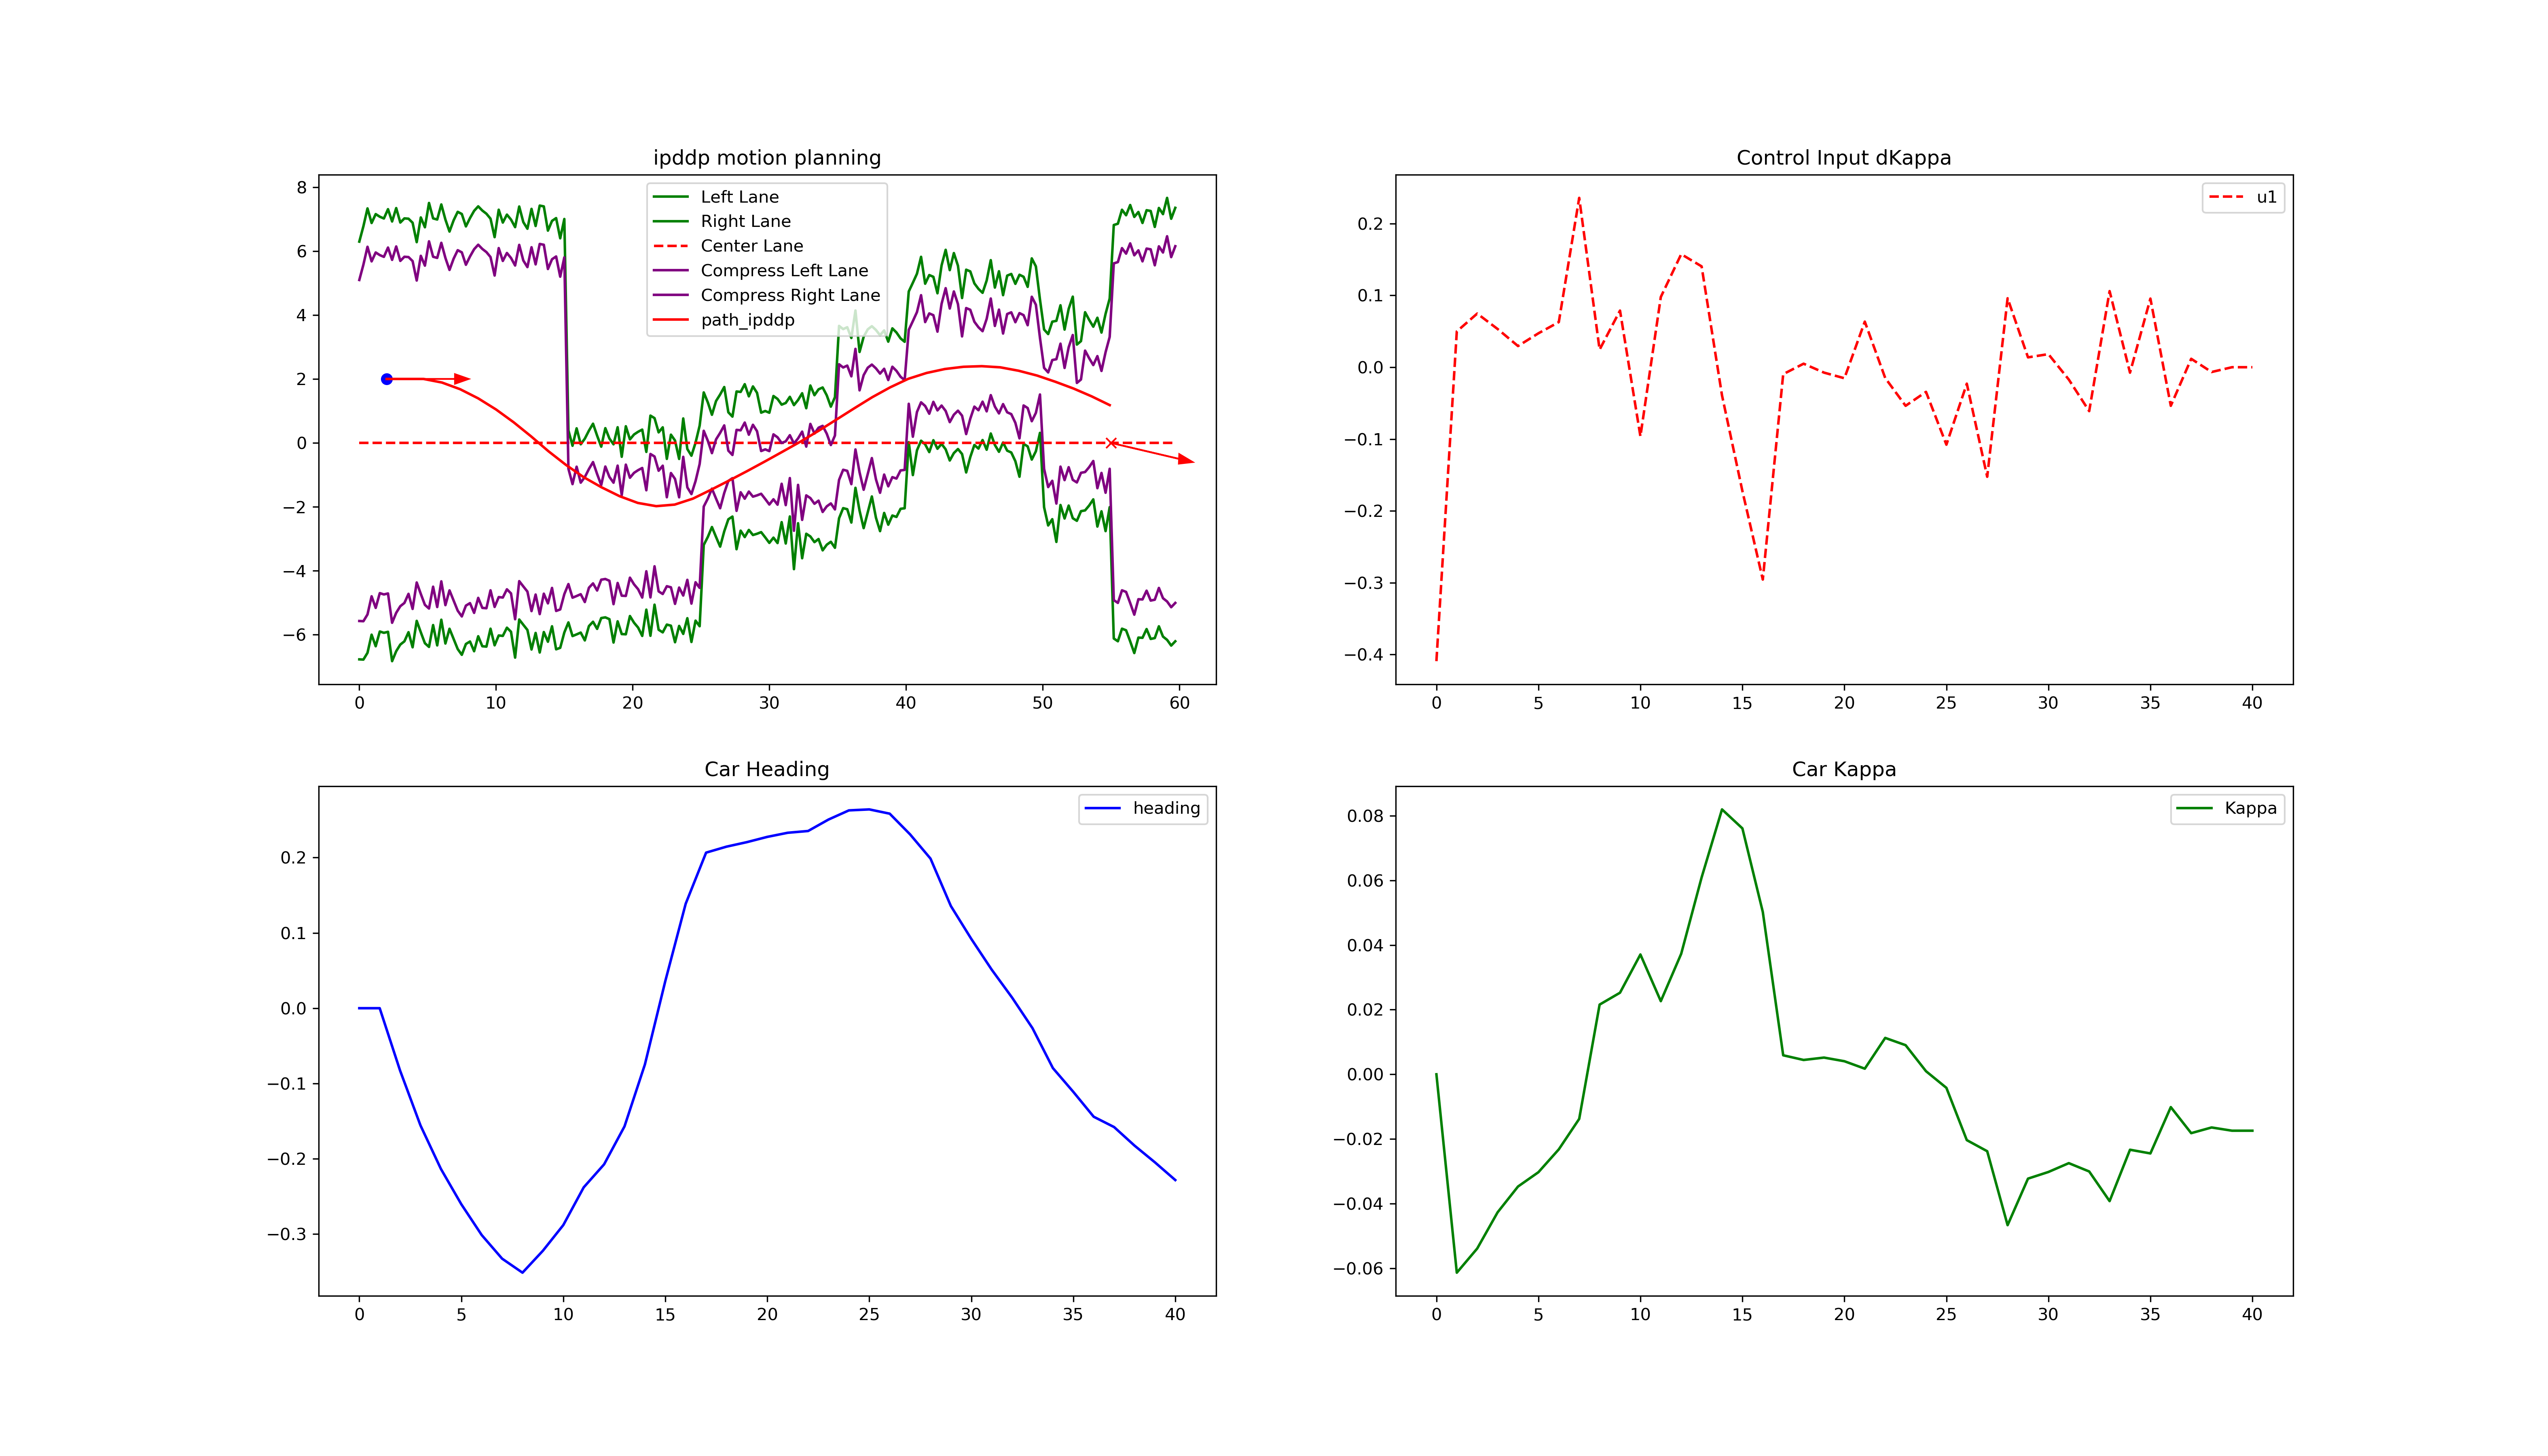 ipddp motion planning
8
6
4
2
0
−2
−4
−6
0 10 20 30 40 50 60
Left Lane
Right Lane
Center Lane
Compress Left Lane
Compress Right Lane
path_ipddp
Control Input dKappa
0.2
0.1
0.0
−0.1
−0.2
−0.3
−0.4
0 5 10 15 20 25 30 35 40
u1
Car Heading
0.2
0.1
0.0
−0.1
−0.2
−0.3
0 5 10 15 20 25 30 35 40
heading
Car Kappa
0.08
0.06
0.04
0.02
0.00
−0.02
−0.04
−0.06
0 5 10 15 20 25 30 35 40
Kappa